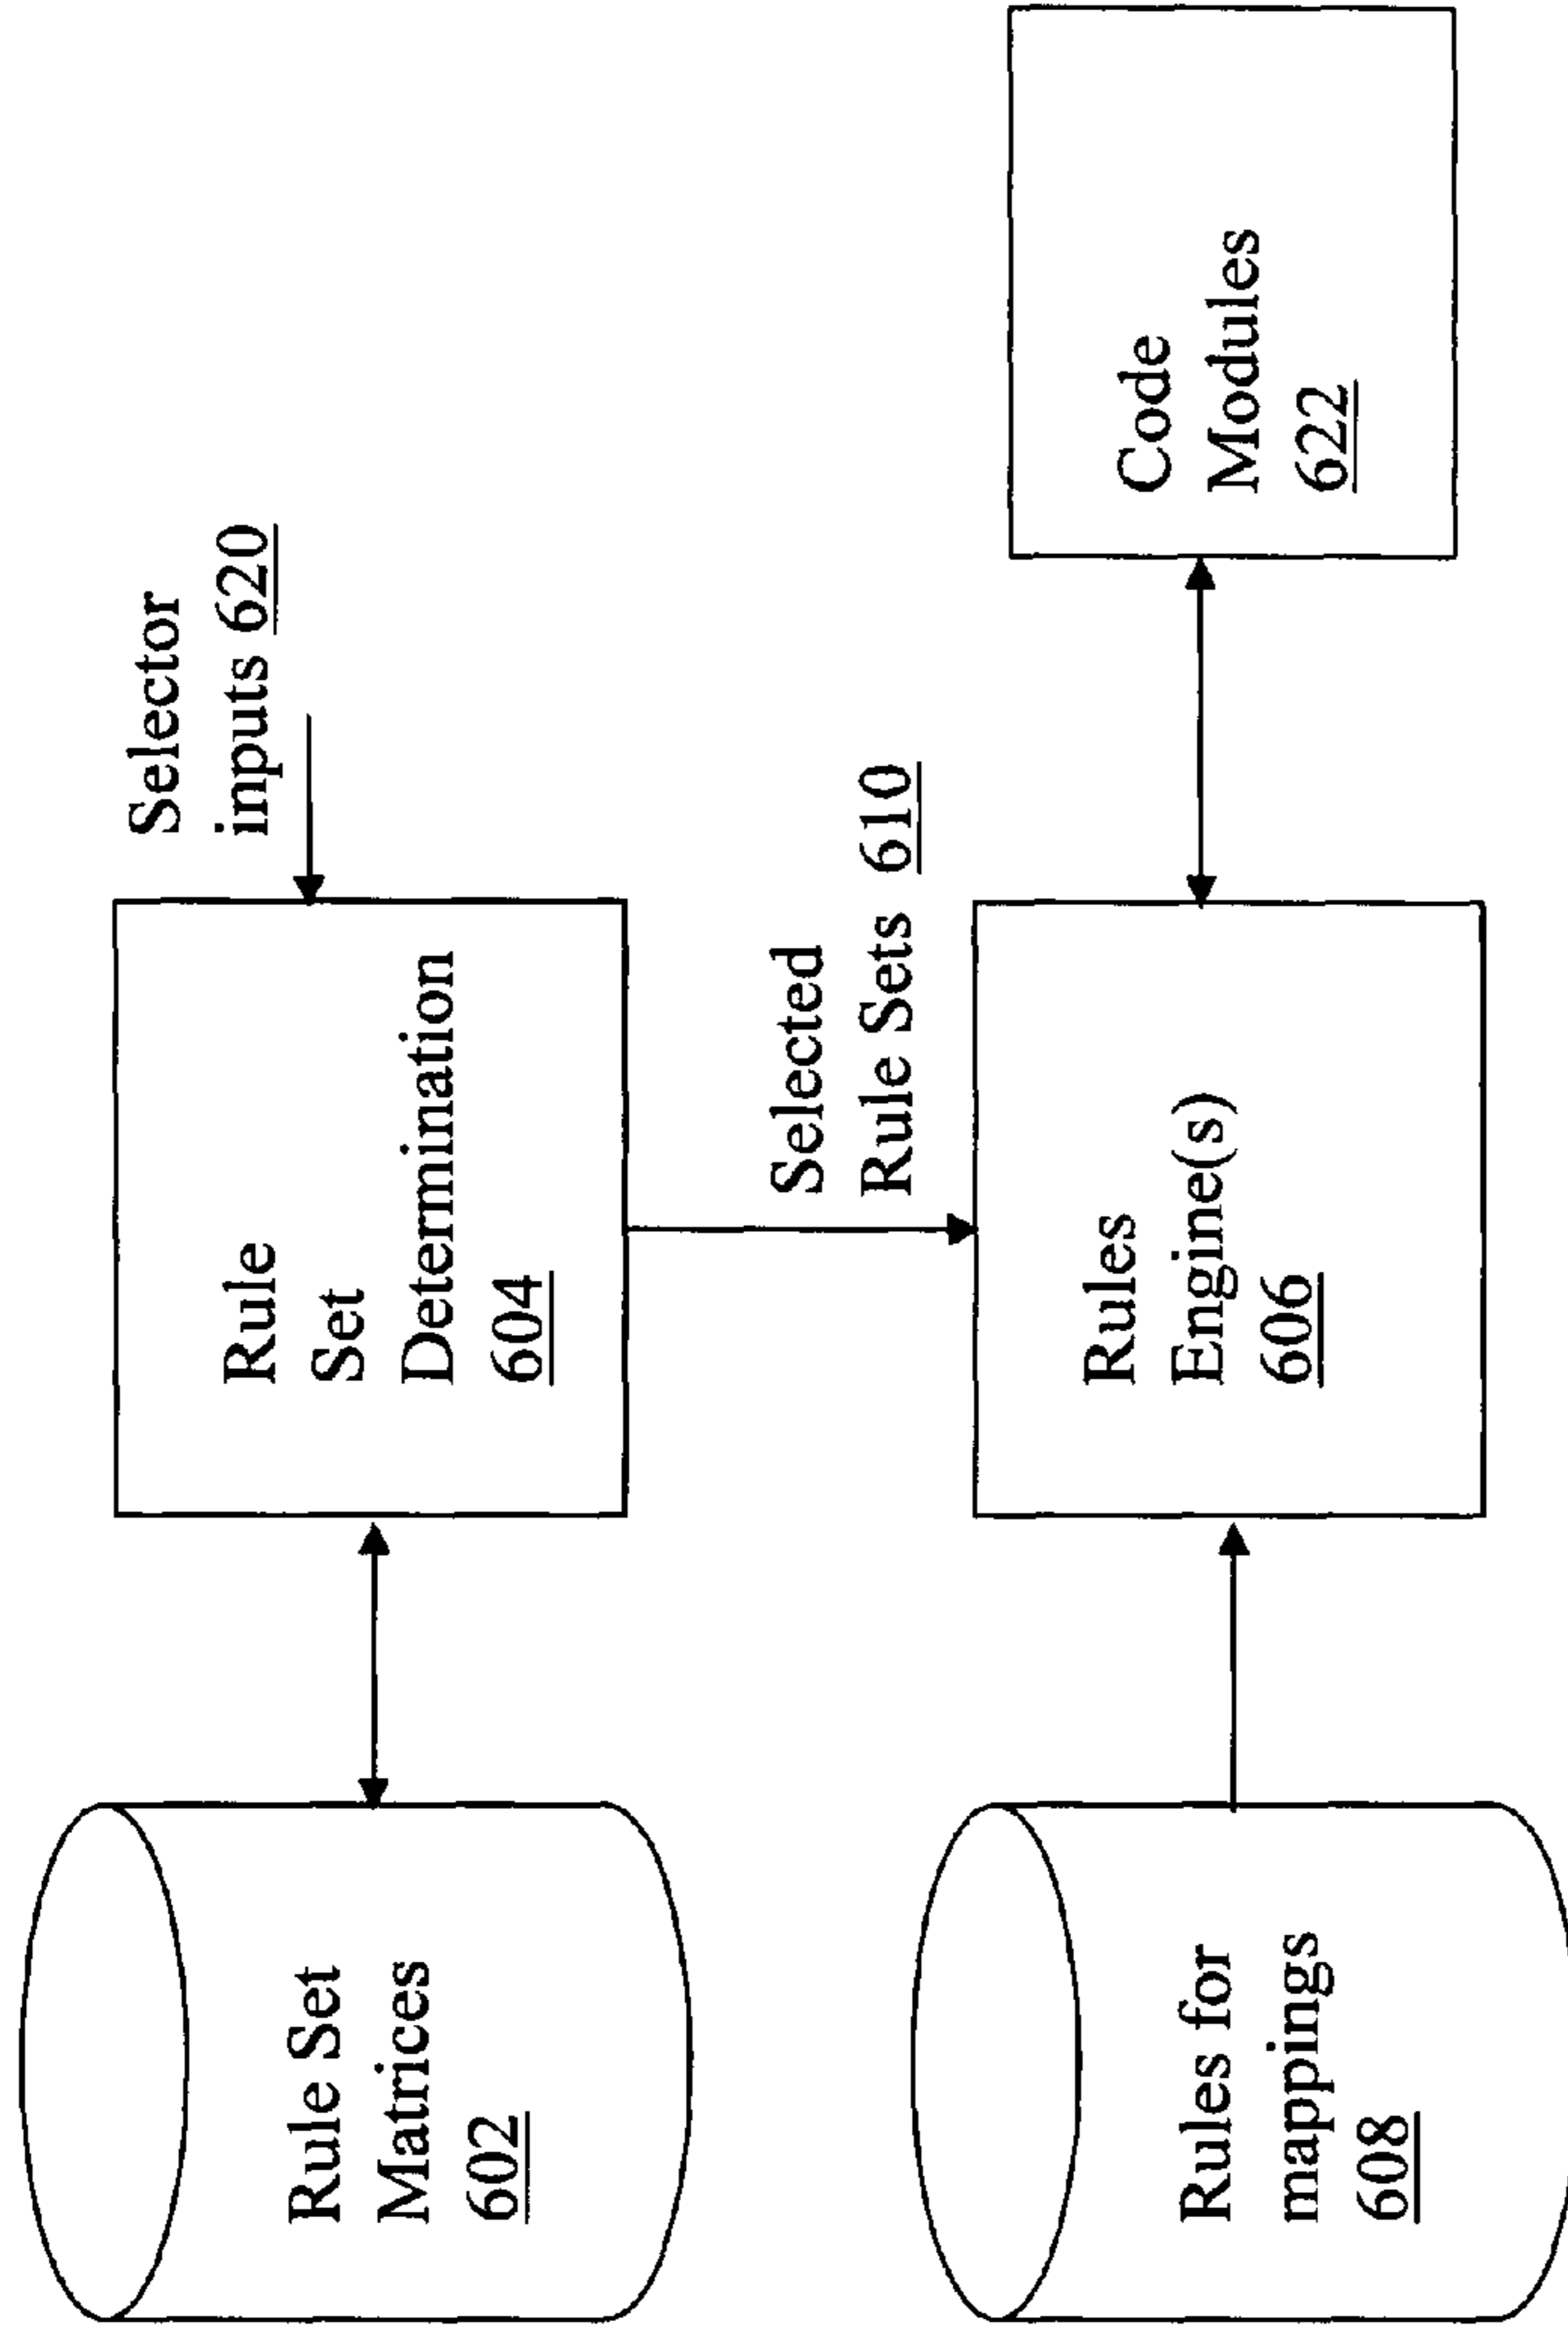 Rule Set
Matrices
602
Rule
Set
Determination
604
Selector
inputs 620
Selected
Rule Sets 610
Rules for
mappings
608
Rules
Engine(s)
606
Code
Modules
622